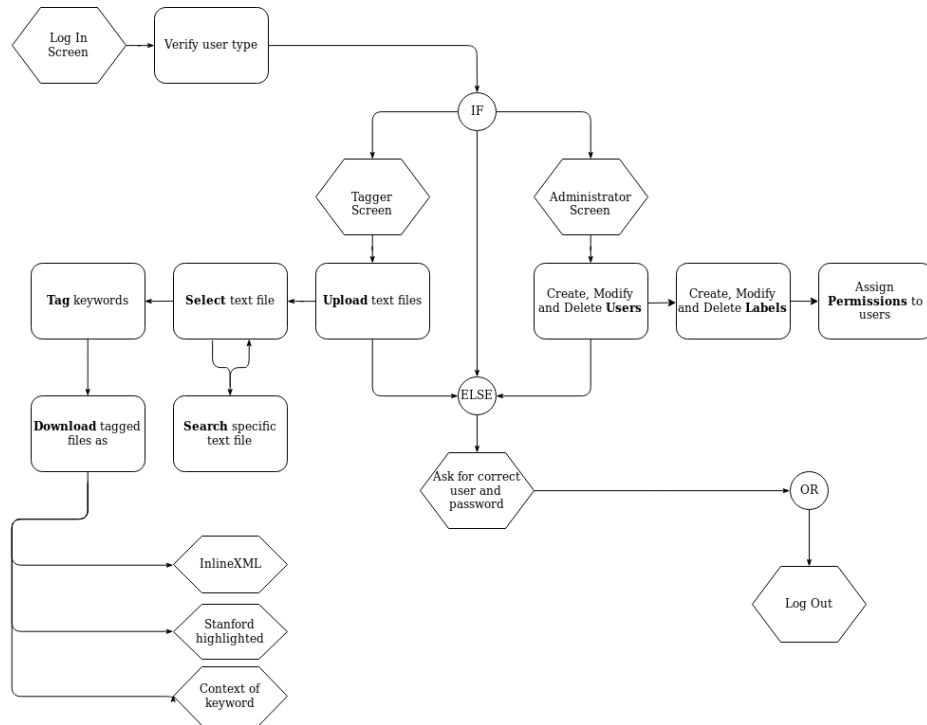 Log In
Screen
Verify user type
IF
Tagger
Screen
Administrator
Screen
Tag keywords
Select text file
Upload text files
Create, Modify
and Delete Users
Create, Modify
and Delete Labels
Assign
Permissions to
users
Download tagged
files as
Search specific
text file
ELSE
Ask for correct
user and
password
OR
InlineXML
Stanford
highlighted
Context of
keyword
Log Out